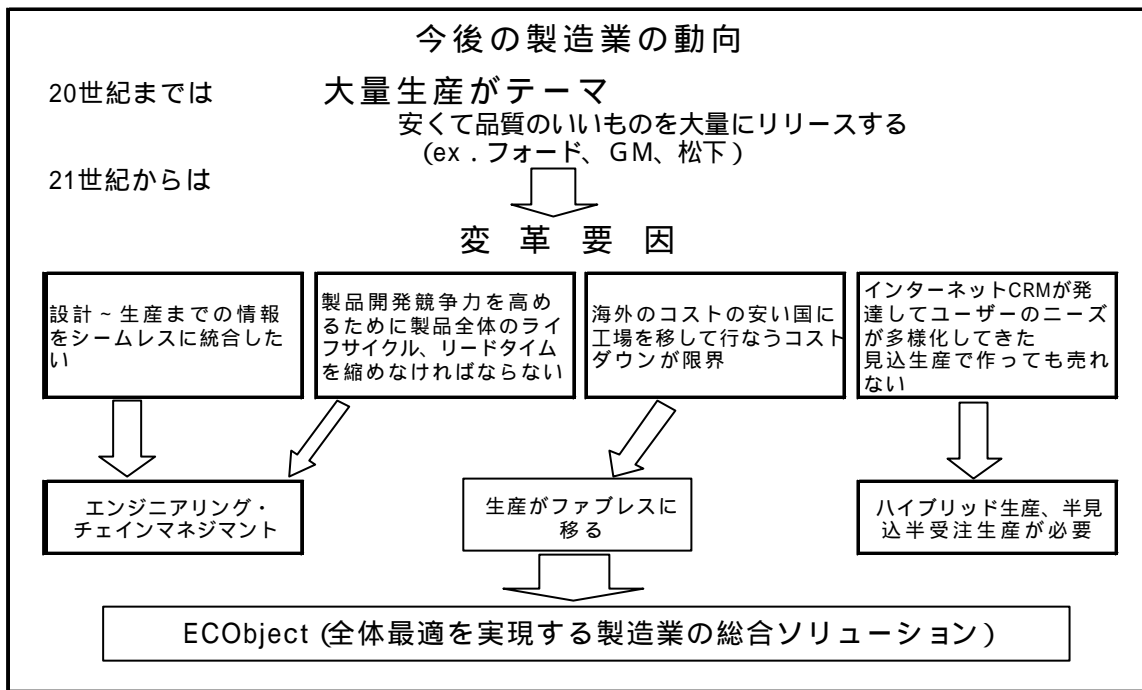 今後の製造業の動向
20世紀までは 大量生産がテーマ
安くて品質のいいものを大量にリリースする
(ex．フォード、GM、松下)
21世紀からは
変革要因
設計～生産までの情報
をシームレスに統合した
い
製品開発競争力を高め
るために製品全体のライ
フサイクル、リードタイム
を縮めなければならない
海外のコストの安い国に
工場を移して行なうコスト
ダウンが限界
インターネットCRMが発
達してユーザーのニーズ
が多様化してきた
見込生産で作っても売れ
ない
エンジニアリング・
チェインマネジマント
生産がファブレスに
移る
ハイブリッド生産、半見
込半受注生産が必要
ECObject (全体最適を実現する製造業の総合ソリューション)